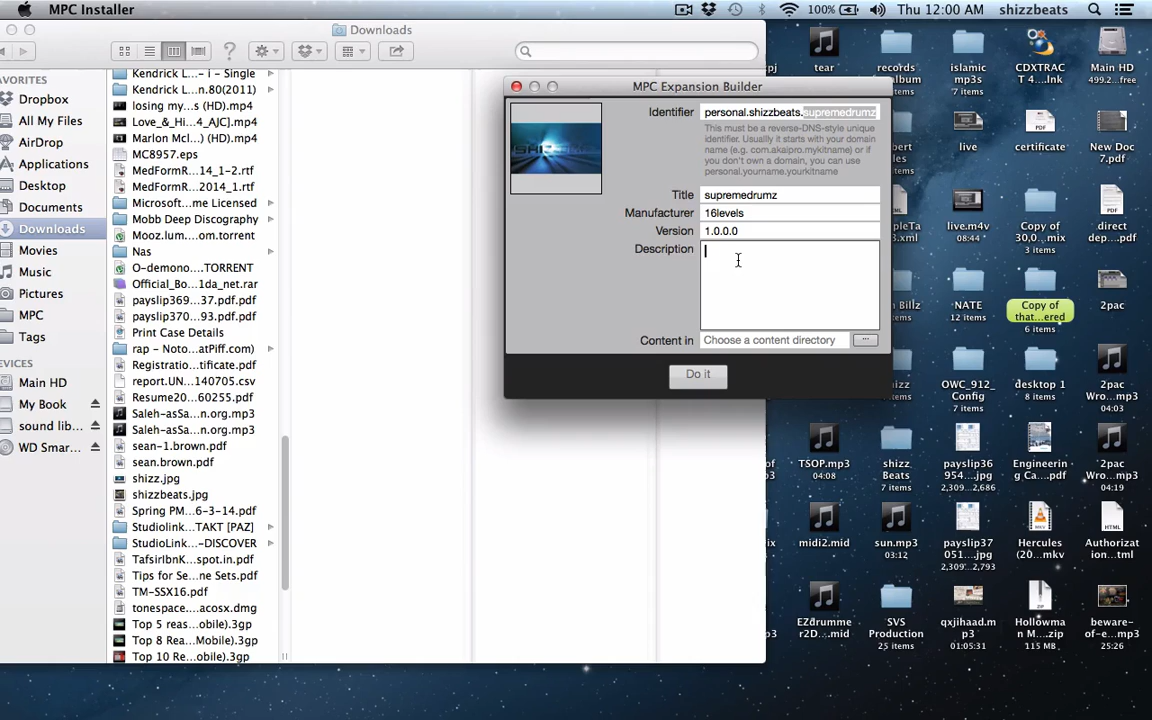 MPC Installer
100%
Thu 12:00 AM
shizzbeats
Downloads
FAVORITES
Dropbox
All My Files
AirDrop
Applications
Desktop
Documents
Downloads
Movies
Music
Pictures
MPC
Tags
Main HD
My Book
sound lib...
WD Smar...
Kendrick L... - i - Single
Kendrick L...n.80(2011)
losing my...s (HD).mp4
Love_& Hi...4_AJC].mp4
Marlon Mcl...) (HD).mp4
MC8957.eps
MedFormR...14_1-2.rtf
MedFormR...2014_1.rtf
Microsoft...me Licensed
Mobb Deep Discography
Mooz.lum...om.torrent
Nas
O-demono...TORRENT
Official_Bo...1da_net.rar
payslip369...37.pdf.pdf
payslip370...93.pdf.pdf
Print Case Details
rap - Noto...atPiff.com)
Registratio...tificate.pdf
report.UN...140705.csv
Resume20...60255.pdf
Saleh-asSa...n.org.mp3
Saleh-asSa...n.org.mp3
sean-1.brown.pdf
sean.brown.pdf
shizz.jpg
shizzbeats.jpg
Spring PM...6-3-14.pdf
Studiolink...TAKT [PAZ]
StudioLink...-DISCOVER
TafsirIbnK...spot.in.pdf
Tips for Se...ne Sets.pdf
TM-SSX16.pdf
tonespace...acosx.dmg
Top 5 reas...obile).3gp
Top 8 Rea...Mobile).3gp
Top 10 Re...obile).3gp
MPC Expansion Builder
Identifier
personal.shizzbeats.supremedrumz
This must be a reverse-DNS-style unique
identifier. Usually it starts with your domain
name (e.g. com.akaipro.mykitname) or if
you don't own a domain, you can use
personal.yourname.yourkitname
Title
supremedrumz
Manufacturer
16levels
Version
1.0.0.0
Description
Content in
Choose a content directory
...
Do it
tear
records
album
islamic
mp3s
7 items
CDXTRACT
4....lnk
Main HD
499.2...free
live
certificate
New Doc
7.pdf
live.m4v
08:44
Copy of
30,0...mix
3 items
direct
dep...pdf
NATE
12 items
Copy of
that...ered
6 items
2pac
OWC_912_
Config
7 items
desktop 1
8 items
2pac
Wro...mp3
04:03
TSOP.mp3
04:08
shizz
Beats
7 items
payslip36
954....jpg
2,309...2,686
Engineerin
g Ca...pdf
2pac
Wro...mp3
04:19
midi2.mid
sun.mp3
03:12
payslip37
051....jpg
2,309...2,793
Hercules
(20...mkv
Authorizat
ion...tml
EZdrummer
2D...mid
SVS
Production
25 items
qxjihaad.m
p3
01:05:31
Hollowman
M...zip
115 MB
beware-
of-e...mp3
25:26